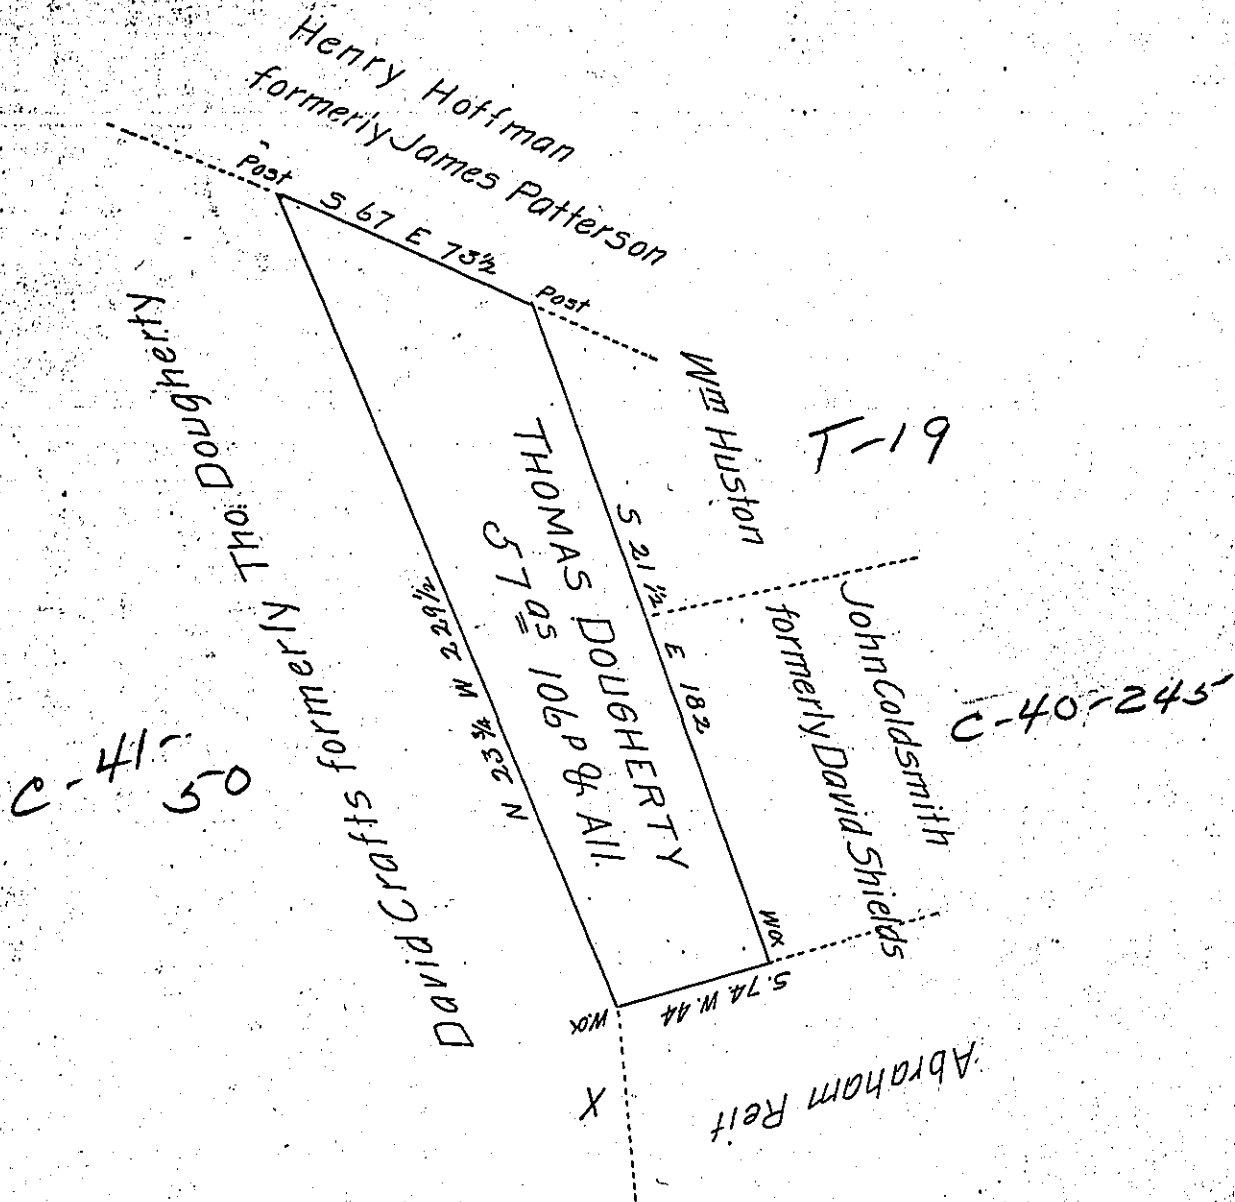 Henry Hoffman
formerly James Patterson
Post
S 67 E 73½
Post
Wm Huston
T-19
S 21½ E 182
John Coldsmith
formerly David Shields
C-40-245
THOMAS DOUGHERTY
57 as 106 p & All.
N 23¾ W 229½
David Crafts formerly Tho: Dougherty
C-41-50
W.O.
S. 74 W. 44
W.O.
X
Abraham Reif